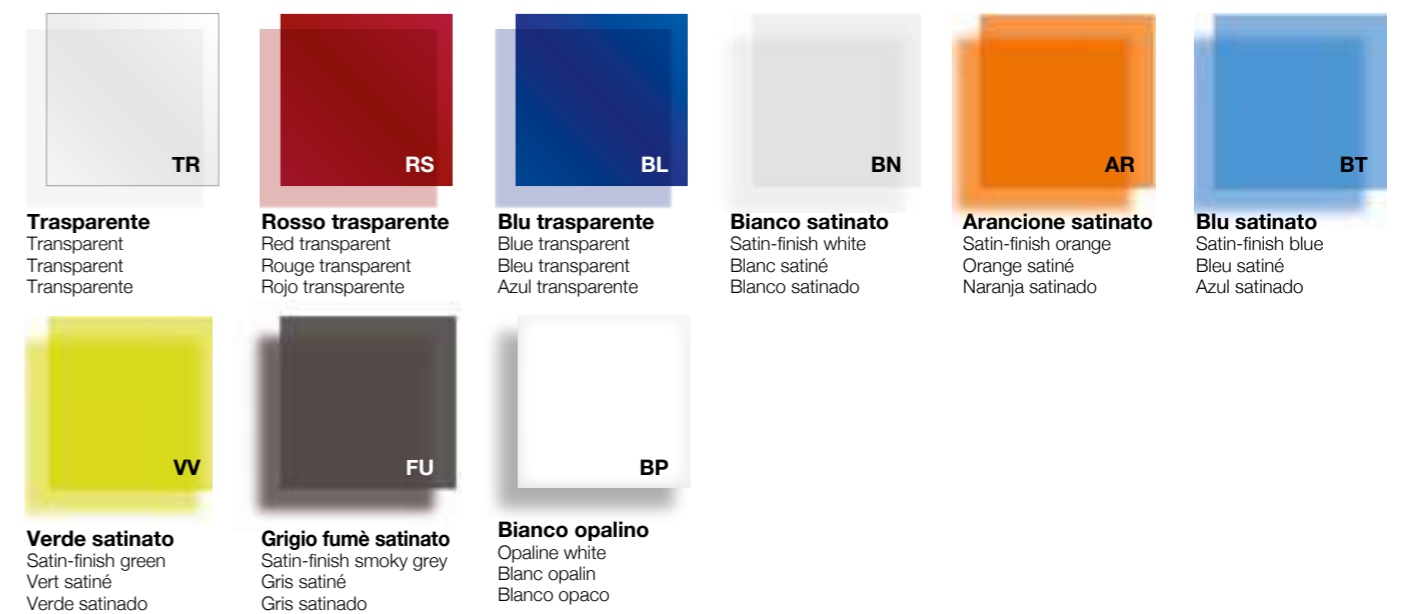 TR
Trasparente
Transparent
Transparent
Transparente
RS
Rosso trasparente
Red transparent
Rouge transparent
Rojo transparente
BL
Blu trasparente
Blue transparent
Bleu transparent
Azul transparente
BN
Bianco satinato
Satin-finish white
Blanc satiné
Blanco satinado
AR
Arancione satinato
Satin-finish orange
Orange satiné
Naranja satinado
BT
Blu satinato
Satin-finish blue
Bleu satiné
Azul satinado
VV
Verde satinato
Satin-finish green
Vert satiné
Verde satinado
FU
Grigio fumè satinato
Satin-finish smoky grey
Gris satiné
Gris satinado
BP
Bianco opalino
Opaline white
Blanc opalin
Blanco opaco